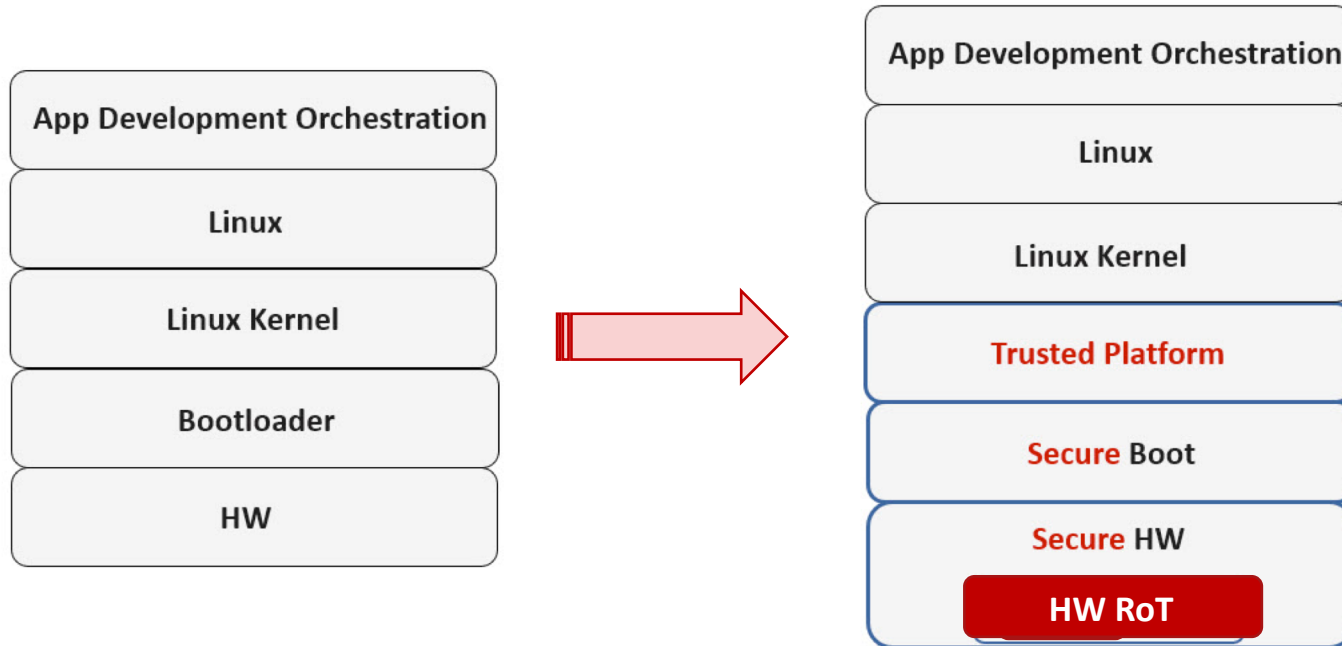 App Development Orchestration
Linux
Linux Kernel
Bootloader
HW
App Development Orchestration
Linux
Linux Kernel
Trusted Platform
Secure Boot
Secure HW
HW RoT